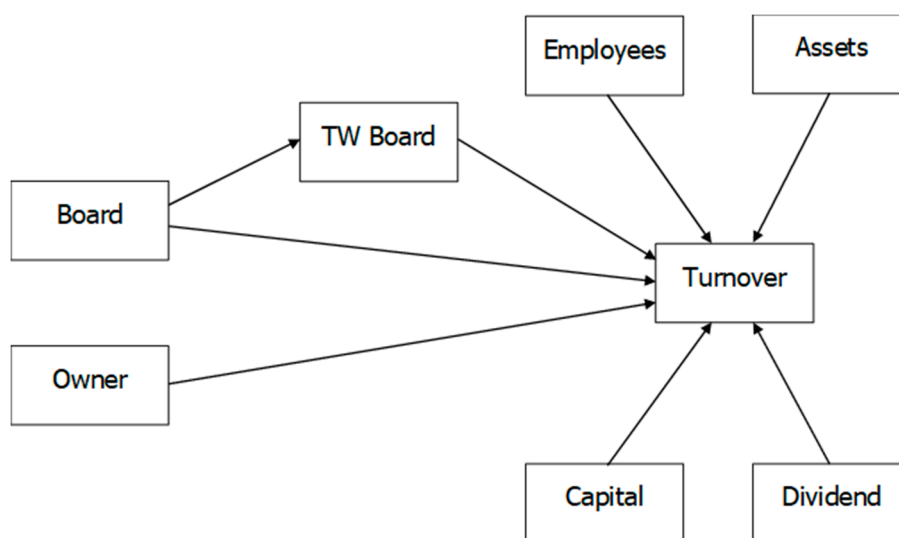 Employees
Assets
TW Board
Board
Turnover
Owner
Capital
Dividend